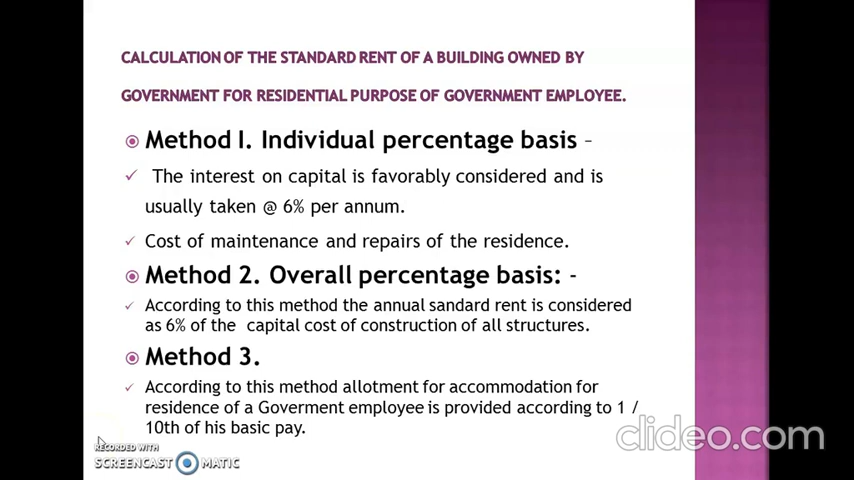 CALCULATION OF THE STANDARD RENT OF A BUILDING OWNED BY
GOVERNMENT FOR RESIDENTIAL PURPOSE OF GOVERNMENT EMPLOYEE.
Method I. Individual percentage basis –
The interest on capital is favorably considered and is
usually taken @ 6% per annum.
Cost of maintenance and repairs of the residence.
Method 2. Overall percentage basis: -
According to this method the annual sandard rent is considered
as 6% of the capital cost of construction of all structures.
Method 3.
According to this method allotment for accommodation for
residence of a Goverment employee is provided according to 1 /
10th of his basic pay.
clideo.com
RECORDED WITH
SCREENCAST MATIC